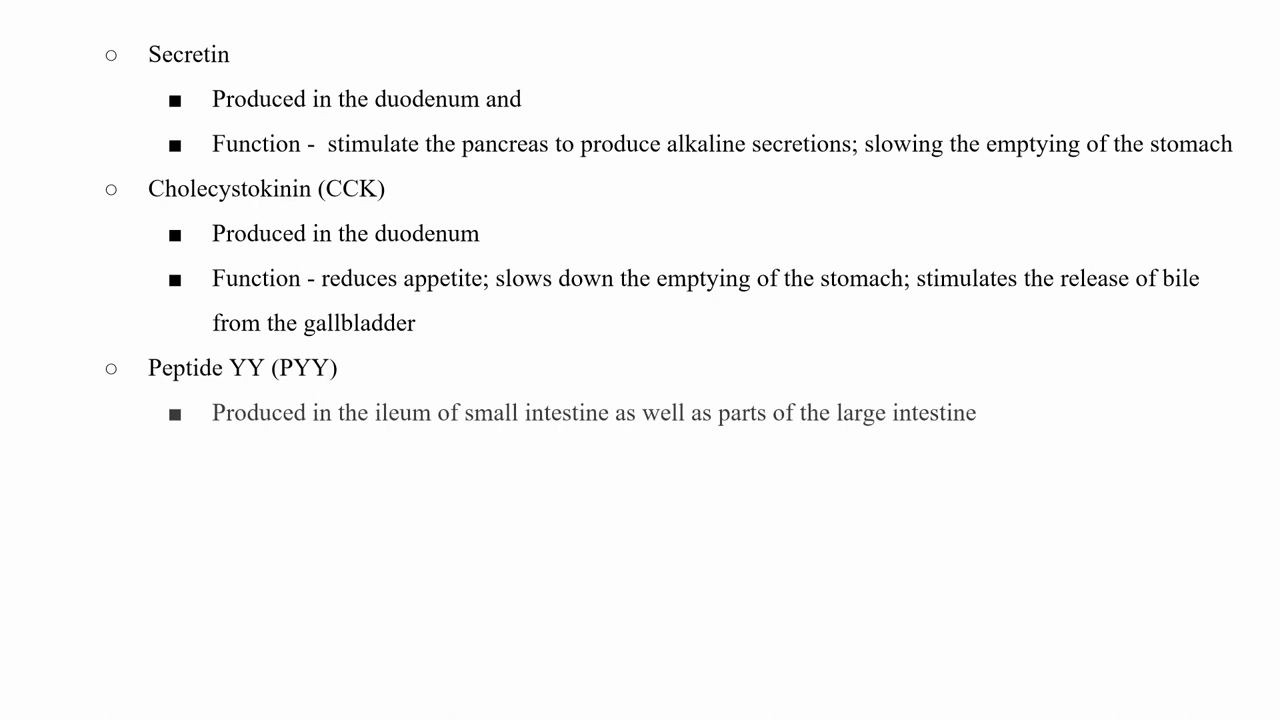 ○ Secretin
■ Produced in the duodenum and
■ Function -  stimulate the pancreas to produce alkaline secretions; slowing the emptying of the stomach
○ Cholecystokinin (CCK)
■ Produced in the duodenum
■ Function - reduces appetite; slows down the emptying of the stomach; stimulates the release of bile
from the gallbladder
○ Peptide YY (PYY)
■ Produced in the ileum of small intestine as well as parts of the large intestine